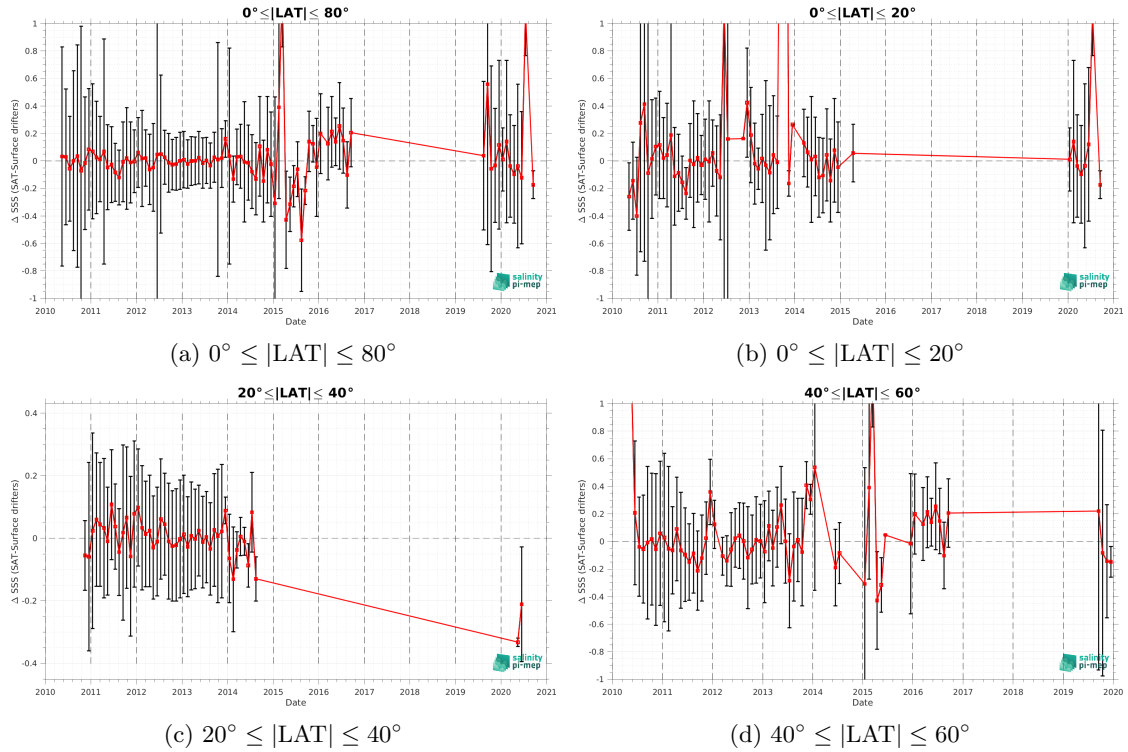 0°≤|LAT|≤ 80°
1
0.8
0.6
0.4
0.2
0
-0.2
-0.4
-0.6
-0.8
-1
Δ SSS (SAT-Surface drifters)
2010 2011 2012 2013 2014 2015 2016 2017 2018 2019 2020 2021
Date
salinity
pi-mep
(a) 0° ≤ |LAT| ≤ 80°
0°≤|LAT|≤ 20°
1
0.8
0.6
0.4
0.2
0
-0.2
-0.4
-0.6
-0.8
-1
Δ SSS (SAT-Surface drifters)
2010 2011 2012 2013 2014 2015 2016 2017 2018 2019 2020 2021
Date
salinity
pi-mep
(b) 0° ≤ |LAT| ≤ 20°
20°≤|LAT|≤ 40°
0.4
0.2
0
-0.2
-0.4
Δ SSS (SAT-Surface drifters)
2010 2011 2012 2013 2014 2015 2016 2017 2018 2019 2020 2021
Date
salinity
pi-mep
(c) 20° ≤ |LAT| ≤ 40°
40°≤|LAT|≤ 60°
1
0.8
0.6
0.4
0.2
0
-0.2
-0.4
-0.6
-0.8
-1
Δ SSS (SAT-Surface drifters)
2010 2011 2012 2013 2014 2015 2016 2017 2018 2019 2020
Date
salinity
pi-mep
(d) 40° ≤ |LAT| ≤ 60°